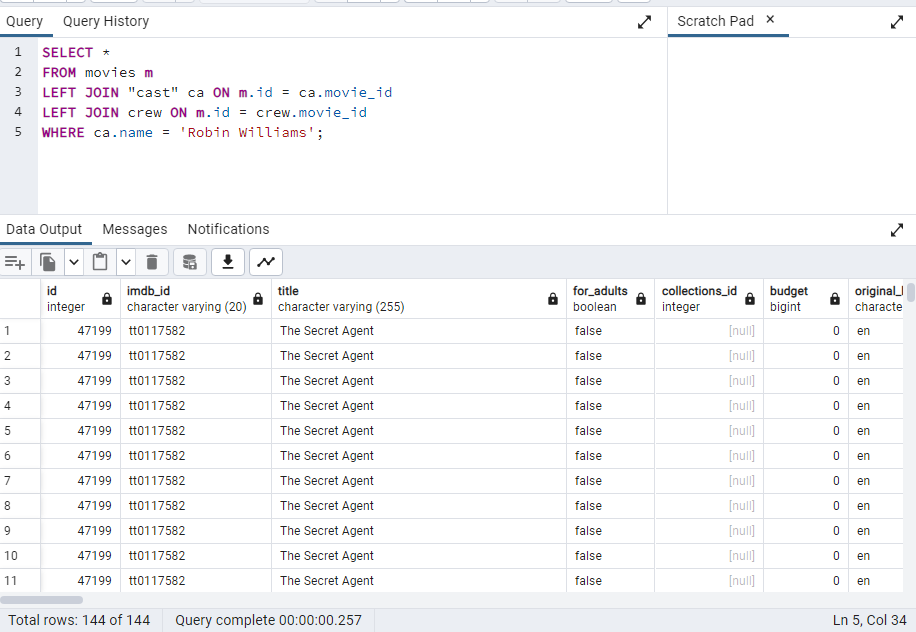 Query Query History Scratch Pad ×
1 SELECT *
2 FROM movies m
3 LEFT JOIN "cast" ca ON m.id = ca.movie_id
4 LEFT JOIN crew ON m.id = crew.movie_id
5 WHERE ca.name = 'Robin Williams';
Data Output Messages Notifications
id imdb_id title for_adults collections_id budget original_l
integer character varying (20) character varying (255) boolean integer bigint characte
1 47199 tt0117582 The Secret Agent false [null] 0 en
2 47199 tt0117582 The Secret Agent false [null] 0 en
3 47199 tt0117582 The Secret Agent false [null] 0 en
4 47199 tt0117582 The Secret Agent false [null] 0 en
5 47199 tt0117582 The Secret Agent false [null] 0 en
6 47199 tt0117582 The Secret Agent false [null] 0 en
7 47199 tt0117582 The Secret Agent false [null] 0 en
8 47199 tt0117582 The Secret Agent false [null] 0 en
9 47199 tt0117582 The Secret Agent false [null] 0 en
10 47199 tt0117582 The Secret Agent false [null] 0 en
11 47199 tt0117582 The Secret Agent false [null] 0 en
Total rows: 144 of 144 Query complete 00:00:00.257 Ln 5, Col 34